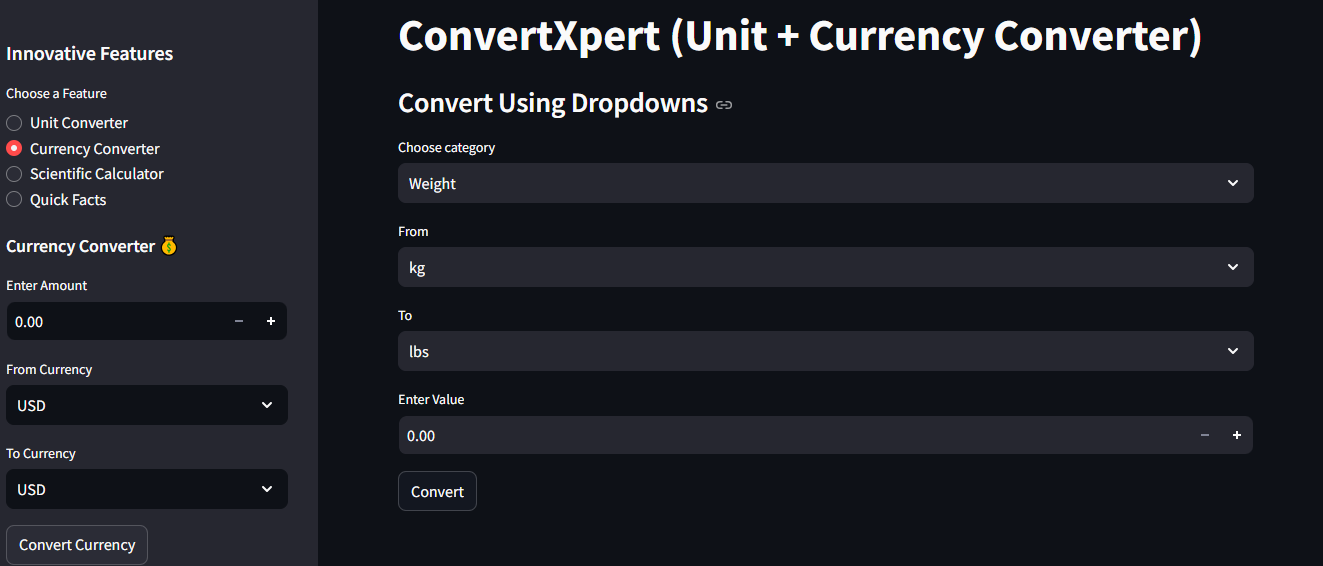 Innovative Features
Choose a Feature
Unit Converter
Currency Converter
Scientific Calculator
Quick Facts
Currency Converter 💰
Enter Amount
0.00
From Currency
USD
To Currency
USD
Convert Currency
ConvertXpert (Unit + Currency Converter)
Convert Using Dropdowns
Choose category
Weight
From
kg
To
lbs
Enter Value
0.00
Convert